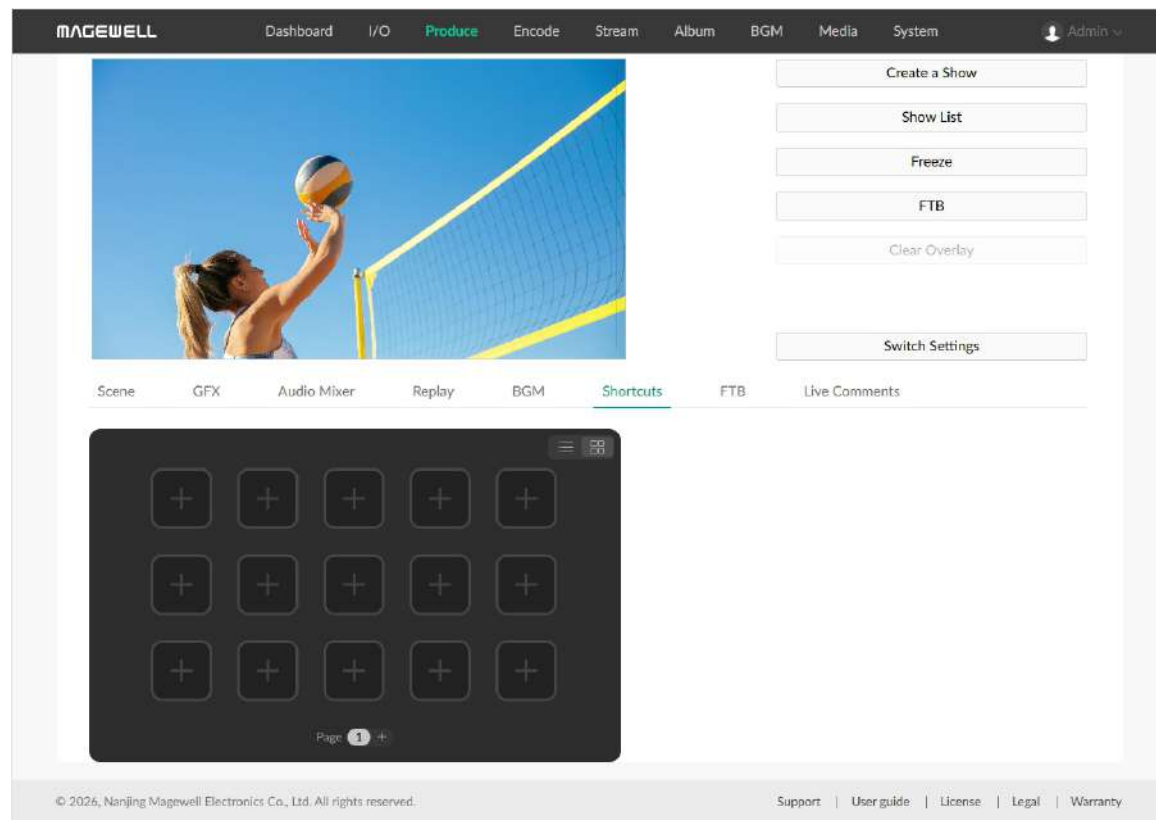 MAGEWELL Dashboard I/O Produce Encode Stream Album BGM Media System Admin
Create a Show
Show List
Freeze
FTB
Clear Overlay
Switch Settings
Scene GFX Audio Mixer Replay BGM Shortcuts FTB Live Comments
Page 1 +
© 2026, Nanjing Magewell Electronics Co., Ltd. All rights reserved. Support | User guide | License | Legal | Warranty